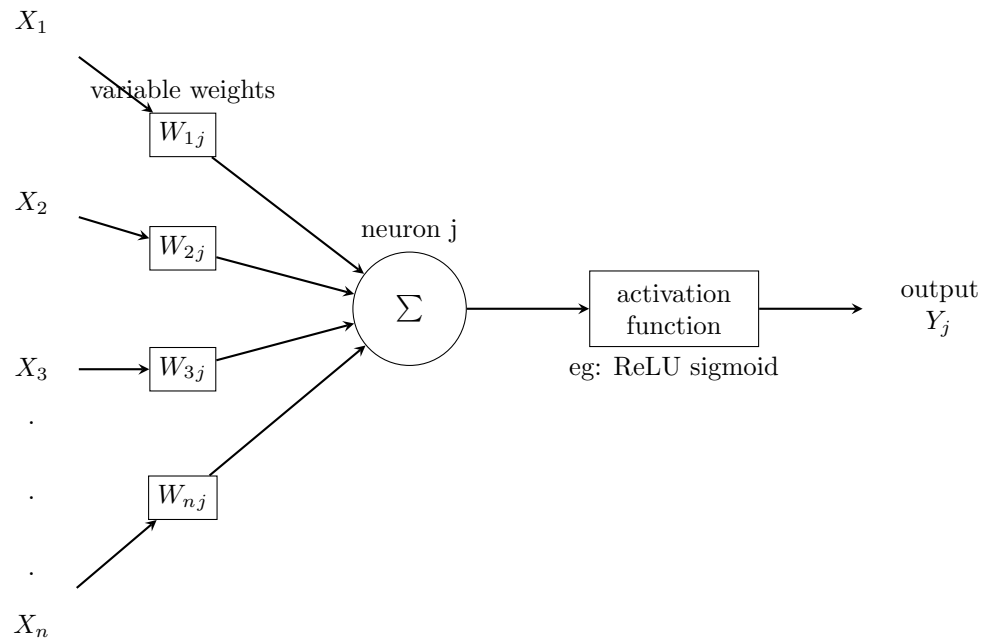 X₁
variable weights
W₁ⱼ
X₂
W₂ⱼ
neuron j
∑
activation
function
eg: ReLU sigmoid
output
Yⱼ
X₃
W₃ⱼ
.
.
.
Wₙⱼ
Xₙ